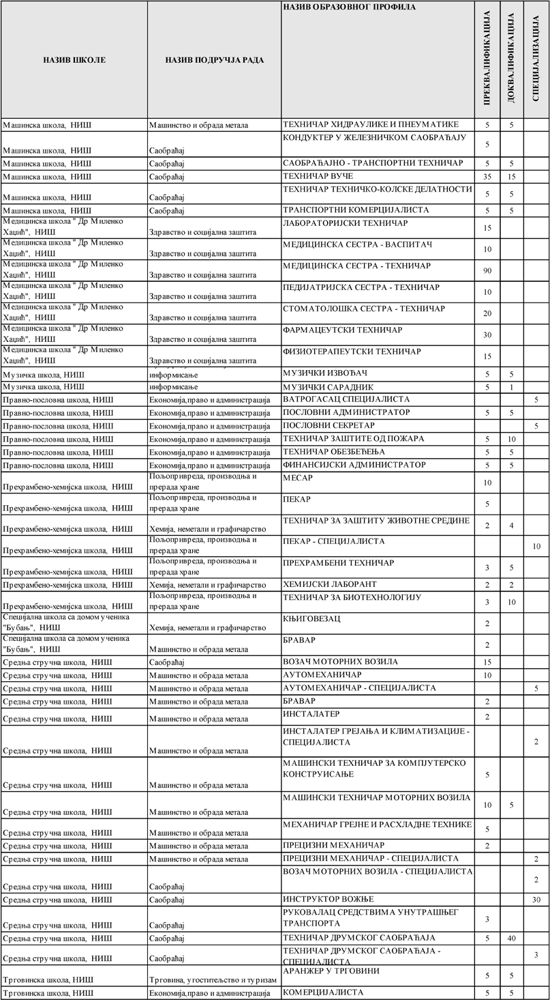 НАЗИВ ШКОЛЕ НАЗИВ ПОДРУЧЈА РАДА НАЗИВ ОБРАЗОВНОГ ПРОФИЛА ПРЕКВАЛИФИКАЦИЈА ДОКВАЛИФИКАЦИЈА СПЕЦИЈАЛИЗАЦИЈА
Машинска школа, НИШ Машинство и обрада метала ТЕХНИЧАР ХИДРАУЛИКЕ И ПНЕУМАТИКЕ 5 5
Машинска школа, НИШ Саобраћај КОНДУКТЕР У ЖЕЛЕЗНИЧКОМ САОБРАЋАЈУ 5
Машинска школа, НИШ Саобраћај САОБРАЋАЈНО - ТРАНСПОРТНИ ТЕХНИЧАР 5 5
Машинска школа, НИШ Саобраћај ТЕХНИЧАР ВУЧЕ 35 15
Машинска школа, НИШ Саобраћај ТЕХНИЧАР ТЕХНИЧКО-КОЛСКЕ ДЕЛАТНОСТИ 5 5
Машинска школа, НИШ Саобраћај ТРАНСПОРТНИ КОМЕРЦИЈАЛИСТА 5 5
Медицинска школа " Др Миленко
Хаџић", НИШ Здравство и социјална заштита ЛАБОРАТОРИЈСКИ ТЕХНИЧАР 15
Медицинска школа " Др Миленко
Хаџић", НИШ Здравство и социјална заштита МЕДИЦИНСКА СЕСТРА - ВАСПИТАЧ 10
Медицинска школа " Др Миленко
Хаџић", НИШ Здравство и социјална заштита МЕДИЦИНСКА СЕСТРА - ТЕХНИЧАР 90
Медицинска школа " Др Миленко
Хаџић", НИШ Здравство и социјална заштита ПЕДИЈАТРИЈСКА СЕСТРА - ТЕХНИЧАР 10
Медицинска школа " Др Миленко
Хаџић", НИШ Здравство и социјална заштита СТОМАТОЛОШКА СЕСТРА - ТЕХНИЧАР 20
Медицинска школа " Др Миленко
Хаџић", НИШ Здравство и социјална заштита ФАРМАЦЕУТСКИ ТЕХНИЧАР 30
Медицинска школа " Др Миленко
Хаџић", НИШ Здравство и социјална заштита ФИЗИОТЕРАПЕУТСКИ ТЕХНИЧАР 15
Музичка школа, НИШ информисање МУЗИЧКИ ИЗВОЂАЧ 5 5
Музичка школа, НИШ информисање МУЗИЧКИ САРАДНИК 5 1
Правно-пословна школа, НИШ Економија,право и администрација ВАТРОГАСАЦ СПЕЦИЈАЛИСТА 5
Правно-пословна школа, НИШ Економија,право и администрација ПОСЛОВНИ АДМИНИСТРАТОР 5 5
Правно-пословна школа, НИШ Економија,право и администрација ПОСЛОВНИ СЕКРЕТАР 5
Правно-пословна школа, НИШ Економија,право и администрација ТЕХНИЧАР ЗАШТИТЕ ОД ПОЖАРА 5 10
Правно-пословна школа, НИШ Економија,право и администрација ТЕХНИЧАР ОБЕЗБЕЂЕЊА 5 5
Правно-пословна школа, НИШ Економија,право и администрација ФИНАНСИЈСКИ АДМИНИСТРАТОР 5 5
Прехрамбено-хемијска школа, НИШ Пољопривреда, производња и
прерада хране МЕСАР 10
Прехрамбено-хемијска школа, НИШ Пољопривреда, производња и
прерада хране ПЕКАР 5
Прехрамбено-хемијска школа, НИШ Хемија, неметали и графичарство ТЕХНИЧАР ЗА ЗАШТИТУ ЖИВОТНЕ СРЕДИНЕ 2 4
Прехрамбено-хемијска школа, НИШ Пољопривреда, производња и
прерада хране ПЕКАР - СПЕЦИЈАЛИСТА 10
Прехрамбено-хемијска школа, НИШ Пољопривреда, производња и
прерада хране ПРЕХРАМБЕНИ ТЕХНИЧАР 3 5
Прехрамбено-хемијска школа, НИШ Хемија, неметали и графичарство ХЕМИЈСКИ ЛАБОРАНТ 2 2
Прехрамбено-хемијска школа, НИШ Пољопривреда, производња и
прерада хране ТЕХНИЧАР ЗА БИОТЕХНОЛОГИЈУ 3 10
Специјална школа са домом ученика
"Бубањ", НИШ Хемија, неметали и графичарство КЊИГОВЕЗАЦ 2
Специјална школа са домом ученика
"Бубањ", НИШ Машинство и обрада метала БРАВАР 2
Средња стручна школа, НИШ Саобраћај ВОЗАЧ МОТОРНИХ ВОЗИЛА 15
Средња стручна школа, НИШ Машинство и обрада метала АУТОМЕХАНИЧАР 10
Средња стручна школа, НИШ Машинство и обрада метала АУТОМЕХАНИЧАР - СПЕЦИЈАЛИСТА 5
Средња стручна школа, НИШ Машинство и обрада метала БРАВАР 2
Средња стручна школа, НИШ Машинство и обрада метала ИНСТАЛАТЕР 2
Средња стручна школа, НИШ Машинство и обрада метала ИНСТАЛАТЕР ГРЕЈАЊА И КЛИМАТИЗАЦИЈЕ -
СПЕЦИЈАЛИСТА 2
Средња стручна школа, НИШ Машинство и обрада метала МАШИНСКИ ТЕХНИЧАР ЗА КОМПЈУТЕРСКО
КОНСТРУИСАЊЕ 5
Средња стручна школа, НИШ Машинство и обрада метала МАШИНСКИ ТЕХНИЧАР МОТОРНИХ ВОЗИЛА 10 5
Средња стручна школа, НИШ Машинство и обрада метала МЕХАНИЧАР ГРЕЈНЕ И РАСХЛАДНЕ ТЕХНИКЕ 5
Средња стручна школа, НИШ Машинство и обрада метала ПРЕЦИЗНИ МЕХАНИЧАР 2
Средња стручна школа, НИШ Машинство и обрада метала ПРЕЦИЗНИ МЕХАНИЧАР - СПЕЦИЈАЛИСТА 2
Средња стручна школа, НИШ Саобраћај ВОЗАЧ МОТОРНИХ ВОЗИЛА - СПЕЦИЈАЛИСТА 2
Средња стручна школа, НИШ Саобраћај ИНСТРУКТОР ВОЖЊЕ 30
Средња стручна школа, НИШ Саобраћај РУКОВАЛАЦ СРЕДСТВИМА УНУТРАШЊЕГ
ТРАНСПОРТА 3
Средња стручна школа, НИШ Саобраћај ТЕХНИЧАР ДРУМСКОГ САОБРАЋАЈА 5 40
Средња стручна школа, НИШ Саобраћај ТЕХНИЧАР ДРУМСКОГ САОБРАЋАЈА -
СПЕЦИЈАЛИСТА 3
Трговинска школа, НИШ Трговина, угоститељство и туризам АРАНЖЕР У ТРГОВИНИ 5 5
Трговинска школа, НИШ Економија,право и администрација КОМЕРЦИЈАЛИСТА 5 5